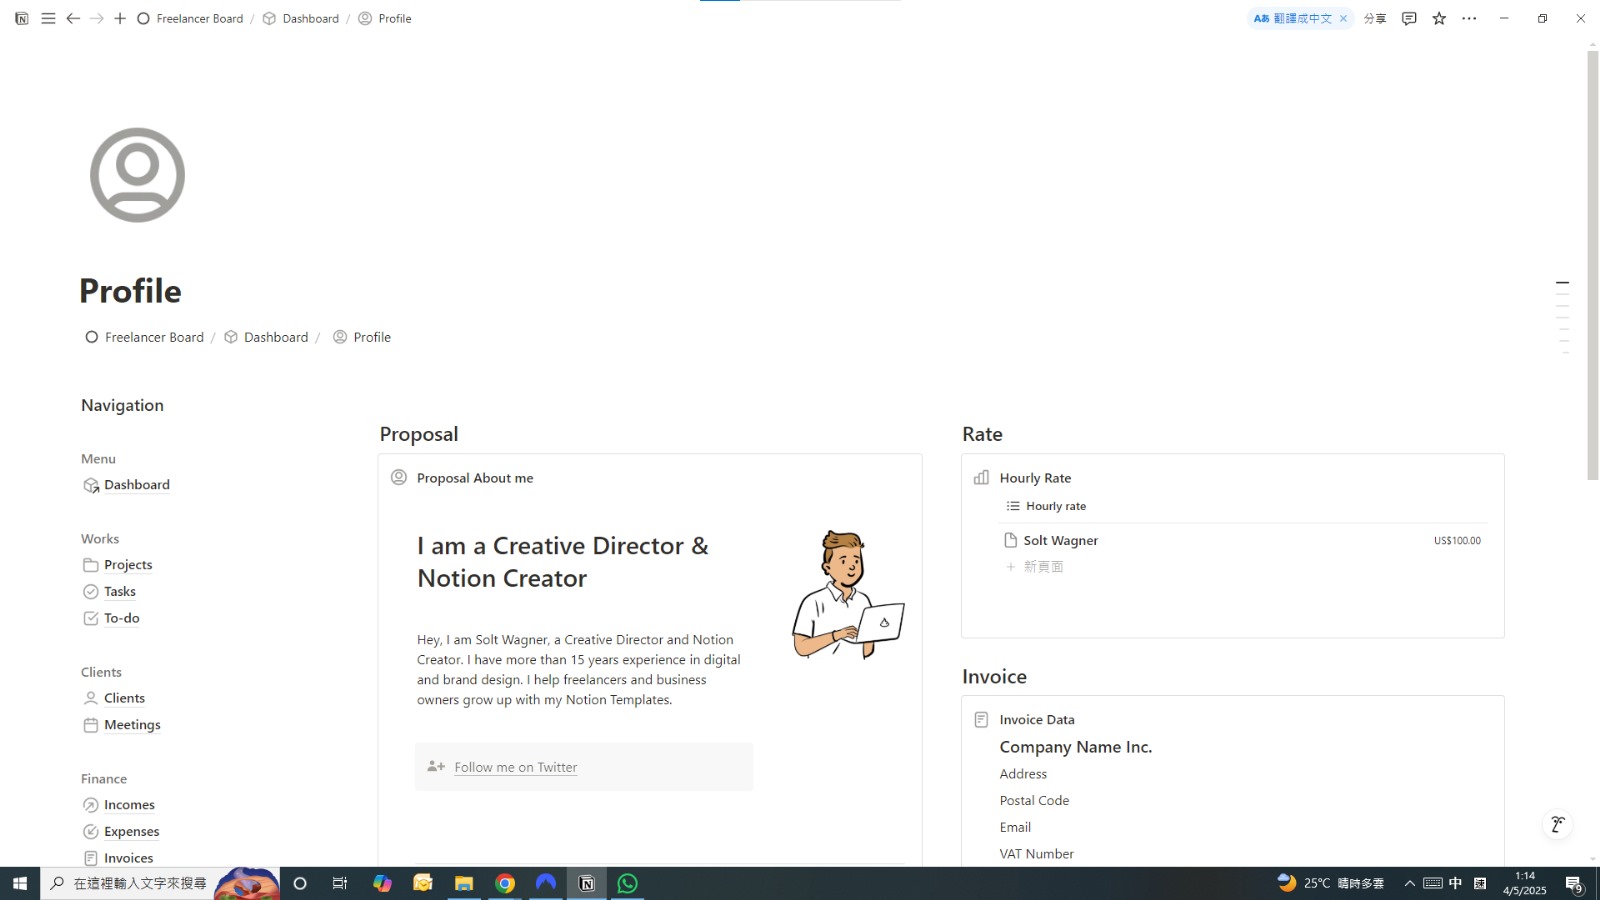 Freelancer Board / Dashboard / Profile
Aあ 翻譯成中文 ×
分享
Profile
Freelancer Board / Dashboard / Profile
Navigation
Menu
Dashboard
Works
Projects
Tasks
To-do
Clients
Clients
Meetings
Finance
Incomes
Expenses
Invoices
Proposal
Proposal About me
I am a Creative Director &
Notion Creator
Hey, I am Solt Wagner, a Creative Director and Notion
Creator. I have more than 15 years experience in digital
and brand design. I help freelancers and business
owners grow up with my Notion Templates.
Follow me on Twitter
Rate
Hourly Rate
Hourly rate
Solt Wagner US$100.00
+ 新頁面
Invoice
Invoice Data
Company Name Inc.
Address
Postal Code
Email
VAT Number
在這裡輸入文字來搜尋
25°C 晴時多雲
中
1:14
4/5/2025
9